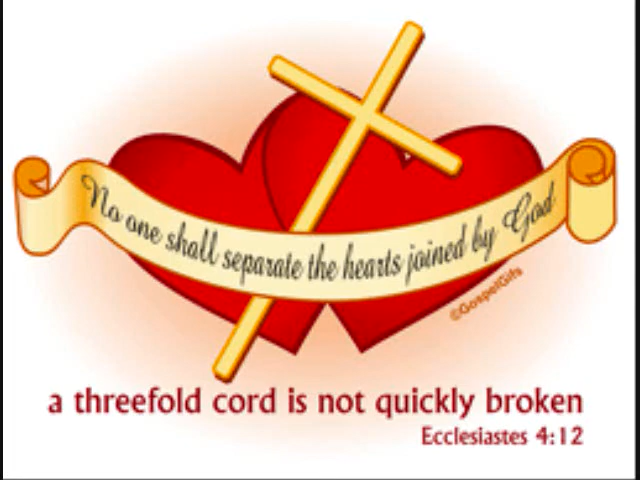 No one shall separate the hearts joined by God
©GospelGifs
a threefold cord is not quickly broken
Ecclesiastes 4:12